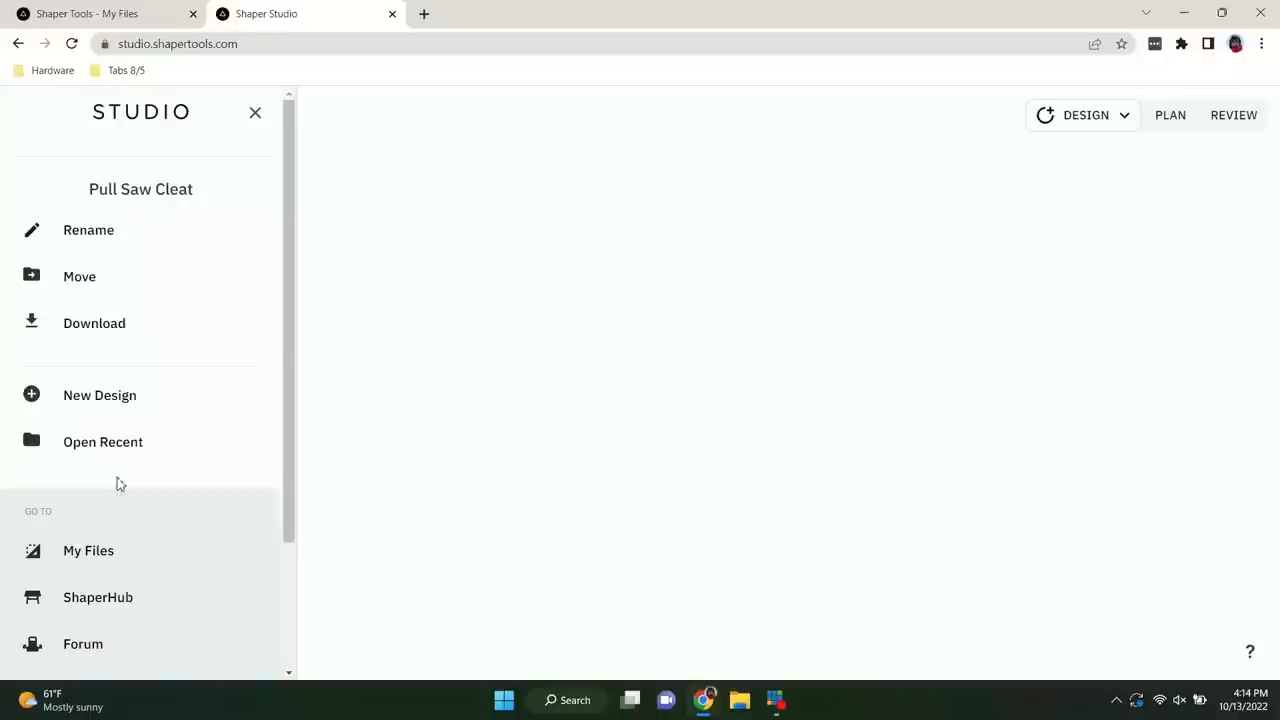 Shaper Tools - My Files
Shaper Studio
studio.shapertools.com
Hardware
Tabs 8/5
STUDIO
DESIGN
PLAN
REVIEW
Pull Saw Cleat
Rename
Move
Download
New Design
Open Recent
GO TO
My Files
ShaperHub
Forum
?
61°F
Mostly sunny
Search
4:14 PM
10/13/2022